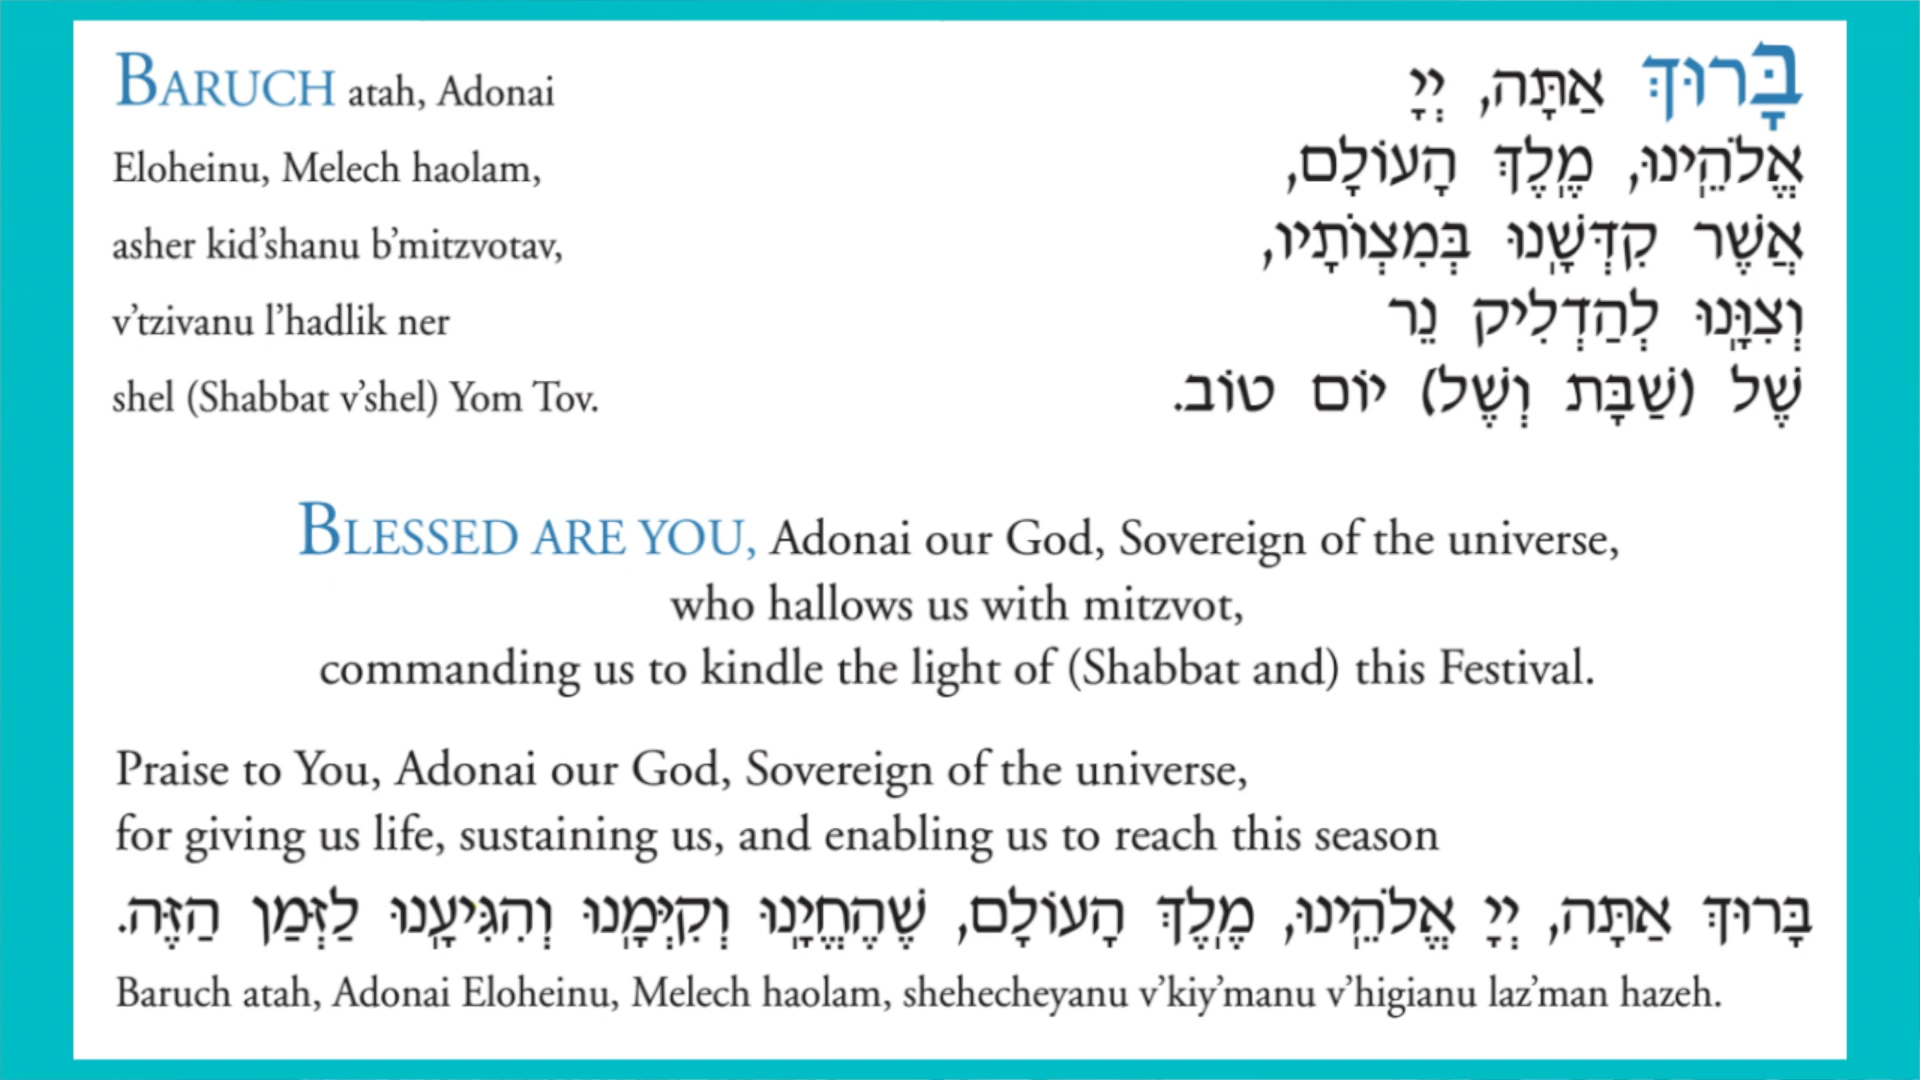 BARUCH atah, Adonai
Eloheinu, Melech haolam,
asher kid’shanu b’mitzvotav,
v’tzivanu l’hadlik ner
shel (Shabbat v’shel) Yom Tov.
בָּרוּךְ אַתָּה, יְיָ
אֱלֹהֵֽינוּ, מֶֽלֶךְ הָעוֹלָם,
אֲשֶׁר קִדְּשָֽׁנוּ בְּמִצְוֹתָיו,
וְצִוָּֽנוּ לְהַדְלִיק נֵר
שֶׁל (שַׁבָּת וְשֶׁל) יוֹם טוֹב.
BLESSED ARE YOU, Adonai our God, Sovereign of the universe,
who hallows us with mitzvot,
commanding us to kindle the light of (Shabbat and) this Festival.
Praise to You, Adonai our God, Sovereign of the universe,
for giving us life, sustaining us, and enabling us to reach this season
בָּרוּךְ אַתָּה, יְיָ אֱלֹהֵֽינוּ, מֶֽלֶךְ הָעוֹלָם, שֶׁהֶחֱיָֽנוּ וְקִיְּמָֽנוּ וְהִגִּיעָֽנוּ לַזְּמַן הַזֶּה.
Baruch atah, Adonai Eloheinu, Melech haolam, shehecheyanu v’kiy’manu v’higianu laz’man hazeh.